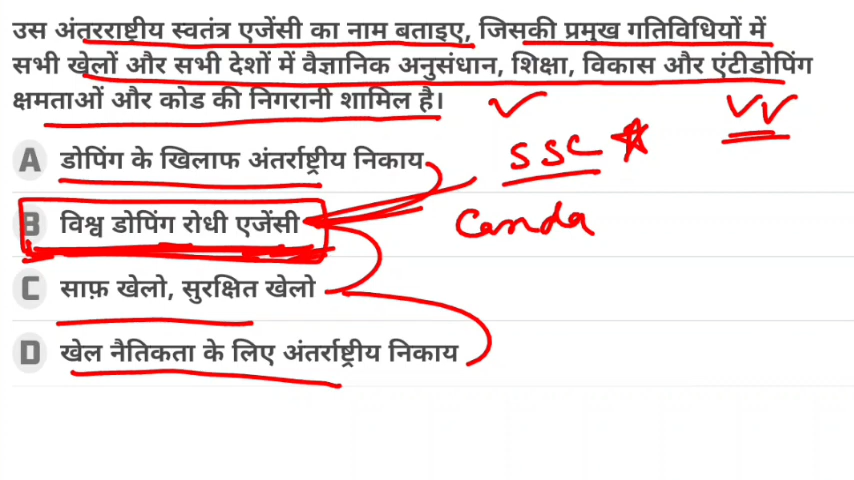 उस अंतरराष्ट्रीय स्वतंत्र एजेंसी का नाम बताइए, जिसकी प्रमुख गतिविधियों में
सभी खेलों और सभी देशों में वैज्ञानिक अनुसंधान, शिक्षा, विकास और एंटीडोपिंग
क्षमताओं और कोड की निगरानी शामिल है।
A डोपिंग के खिलाफ अंतर्राष्ट्रीय निकाय
SSC
B विश्व डोपिंग रोधी एजेंसी
Canda
C साफ़ खेलो, सुरक्षित खेलो
D खेल नैतिकता के लिए अंतर्राष्ट्रीय निकाय